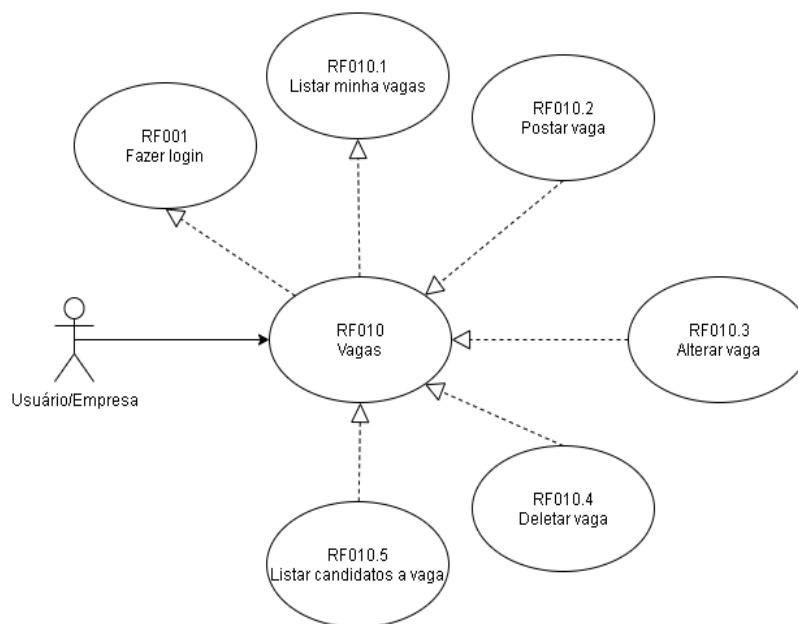 RF010.1
Listar minha vagas
RF010.2
Postar vaga
RF001
Fazer login
RF010
Vagas
RF010.3
Alterar vaga
Usuário/Empresa
RF010.4
Deletar vaga
RF010.5
Listar candidatos a vaga